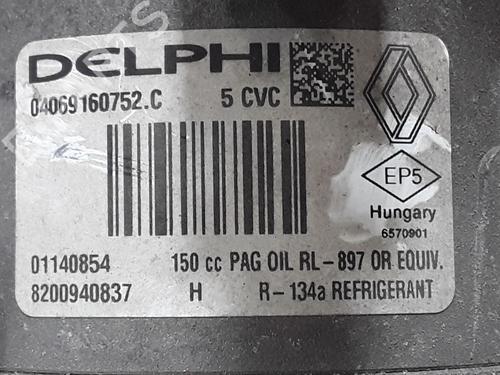 DELPHI
04069160752.C 5 CVC
EP5
Hungary
6570901
01140854 150 cc PAG OIL RL-897 OR EQUIV.
8200940837 H R-134a REFRIGERANT